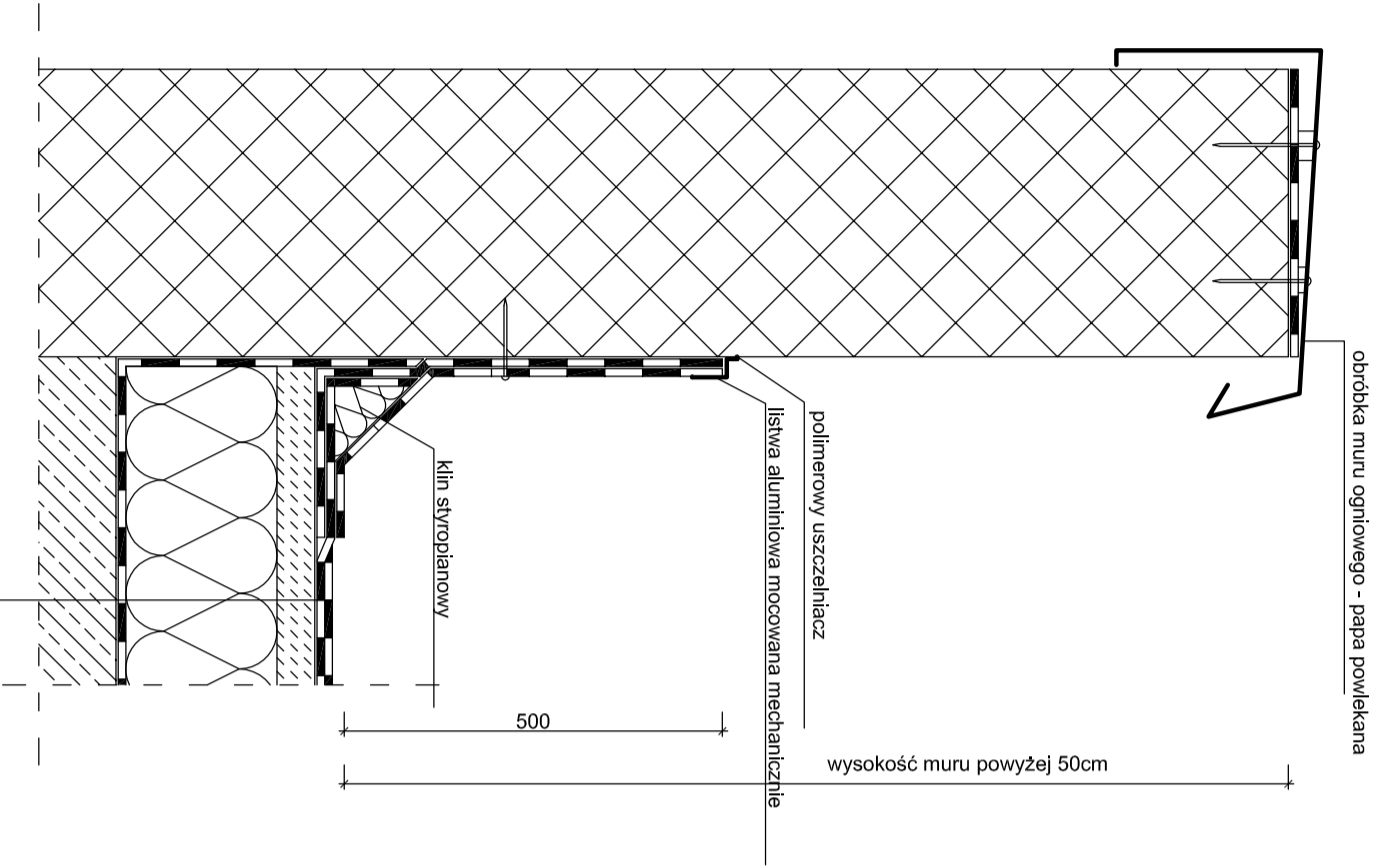 obróbka muru ogniowego - papa powlekana
polimerowy uszczelniacz
listwa aluminiowa mocowana mechanicznie
klin styropianowy
500
wysokość muru powyżej 50cm